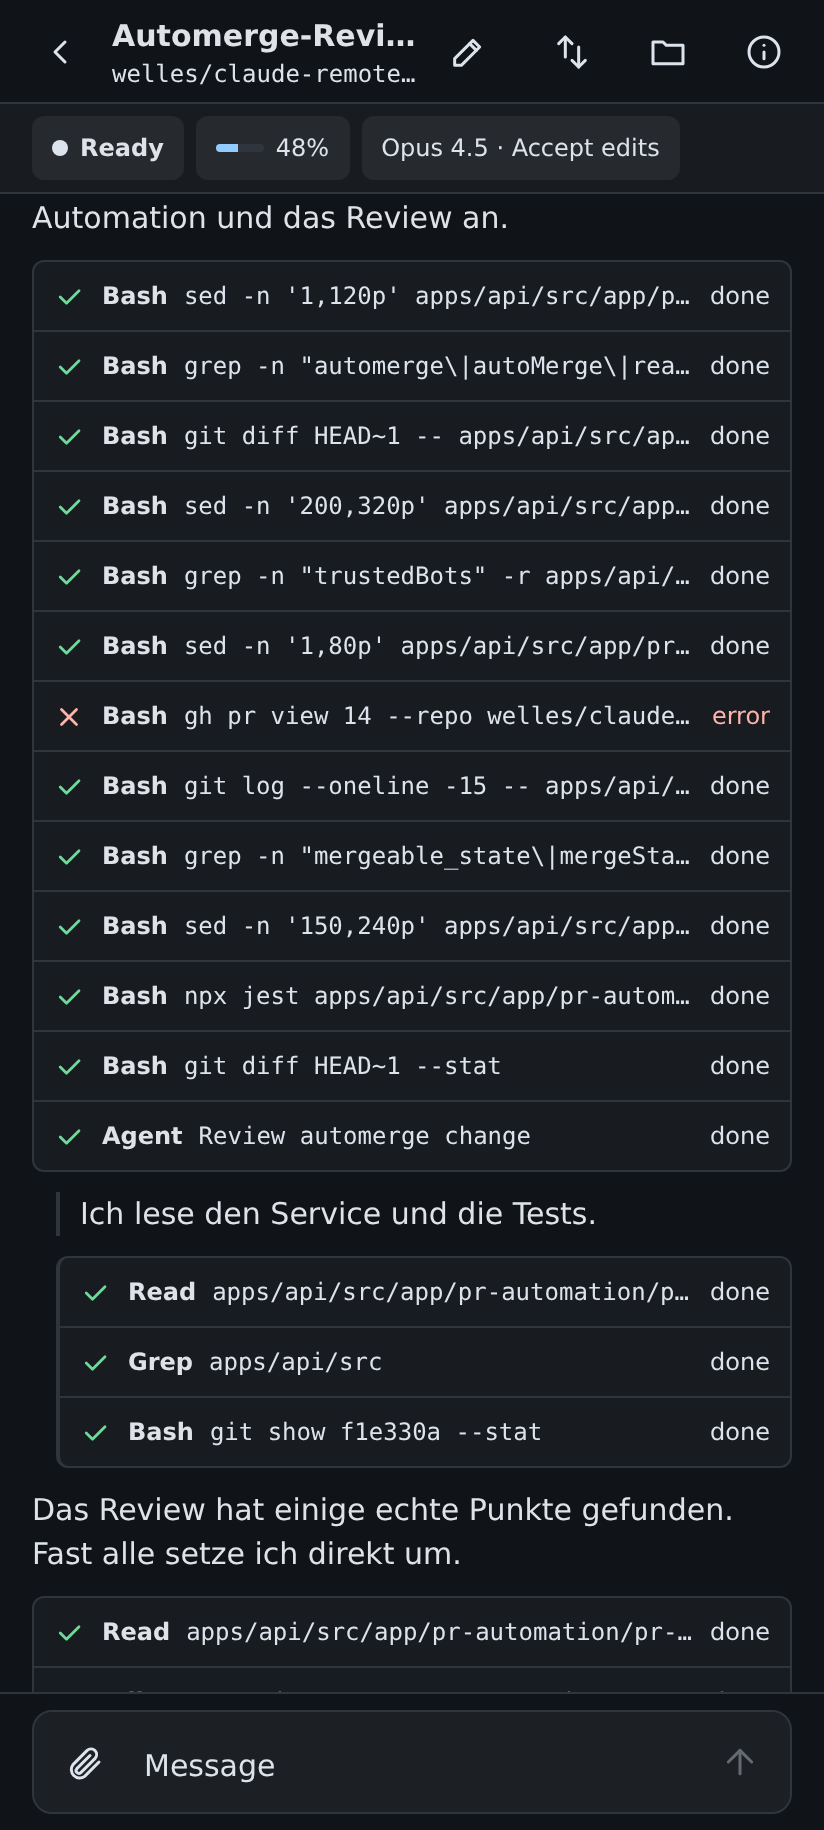 Automerge-Revi…
welles/claude-remote…
Ready
48%
Opus 4.5 · Accept edits
Automation und das Review an.
Bash sed -n '1,120p' apps/api/src/app/p… done
Bash grep -n "automerge\|autoMerge\|rea… done
Bash git diff HEAD~1 -- apps/api/src/ap… done
Bash sed -n '200,320p' apps/api/src/app… done
Bash grep -n "trustedBots" -r apps/api/… done
Bash sed -n '1,80p' apps/api/src/app/pr… done
Bash gh pr view 14 --repo welles/claude… error
Bash git log --oneline -15 -- apps/api/… done
Bash grep -n "mergeable_state\|mergeSta… done
Bash sed -n '150,240p' apps/api/src/app… done
Bash npx jest apps/api/src/app/pr-autom… done
Bash git diff HEAD~1 --stat done
Agent Review automerge change done
Ich lese den Service und die Tests.
Read apps/api/src/app/pr-automation/p… done
Grep apps/api/src done
Bash git show f1e330a --stat done
Das Review hat einige echte Punkte gefunden.
Fast alle setze ich direkt um.
Read apps/api/src/app/pr-automation/pr-… done
Message